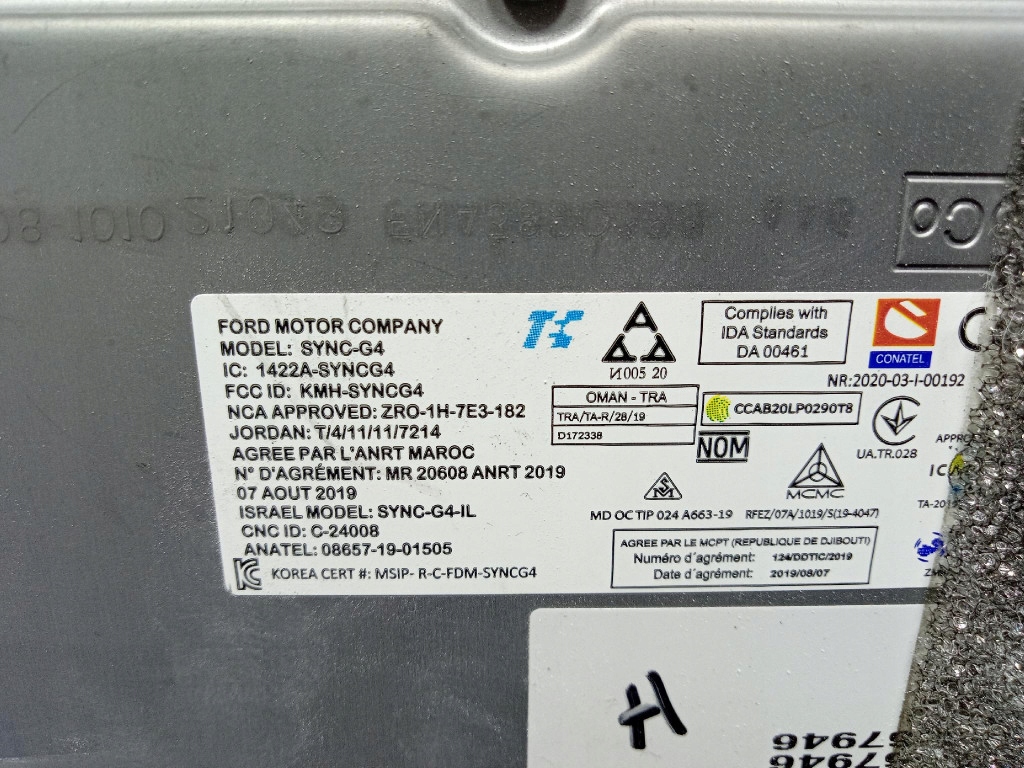 FORD MOTOR COMPANY
MODEL: SYNC-G4
IC: 1422A-SYNCG4
FCC ID: KMH-SYNCG4
NCA APPROVED: ZRO-1H-7E3-182
JORDAN: T/4/11/11/7214
AGREE PAR L'ANRT MAROC
N° D'AGRÉMENT: MR 20608 ANRT 2019
07 AOUT 2019
ISRAEL MODEL: SYNC-G4-IL
CNC ID: C-24008
ANATEL: 08657-19-01505
KOREA CERT #: MSIP- R-C-FDM-SYNCG4
И005 20
Complies with
IDA Standards
DA 00461
CONATEL
NR:2020-03-I-00192
OMAN - TRA
TRA/TA-R/28/19
D172338
CCAB20LP0290T8
NOM
UA.TR.028
MCMC
MD OC TIP 024 A663-19
RFEZ/07A/1019/S(19-4047)
AGREE PAR LE MCPT (REPUBLIQUE DE DJIBOUTI)
Numéro d'agrément: 124/DDTIC/2019
Date d'agrément: 2019/08/07
H